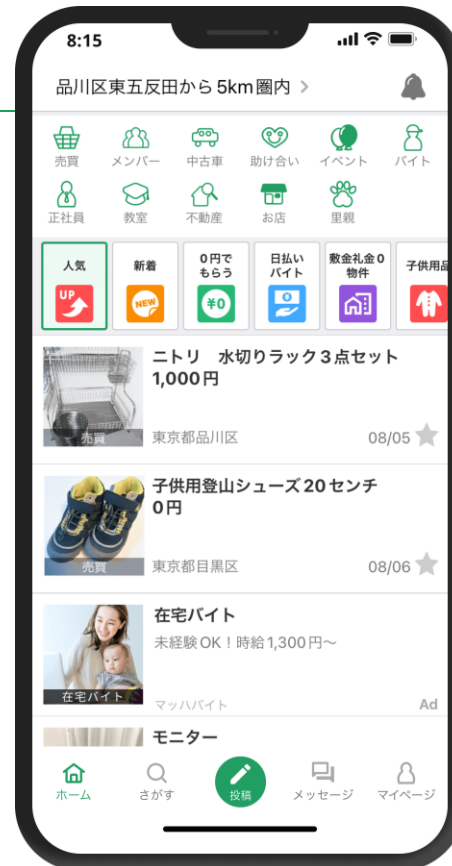 8:15
品川区東五反田から5km圏内
売買 メンバー 中古車 助け合い イベント バイト
正社員 教室 不動産 お店 里親
人気 新着 0円で 日払い 敷金礼金0 子供用品
もらう バイト 物件
UP NEW ¥0
ニトリ 水切りラック3点セット
1,000円
売買
東京都品川区 08/05
子供用登山シューズ20センチ
0円
売買
東京都目黒区 08/06
在宅バイト
未経験OK!時給1,300円〜
在宅バイト
マッハバイト Ad
モニター
ホーム さがす 投稿 メッセージ マイページ